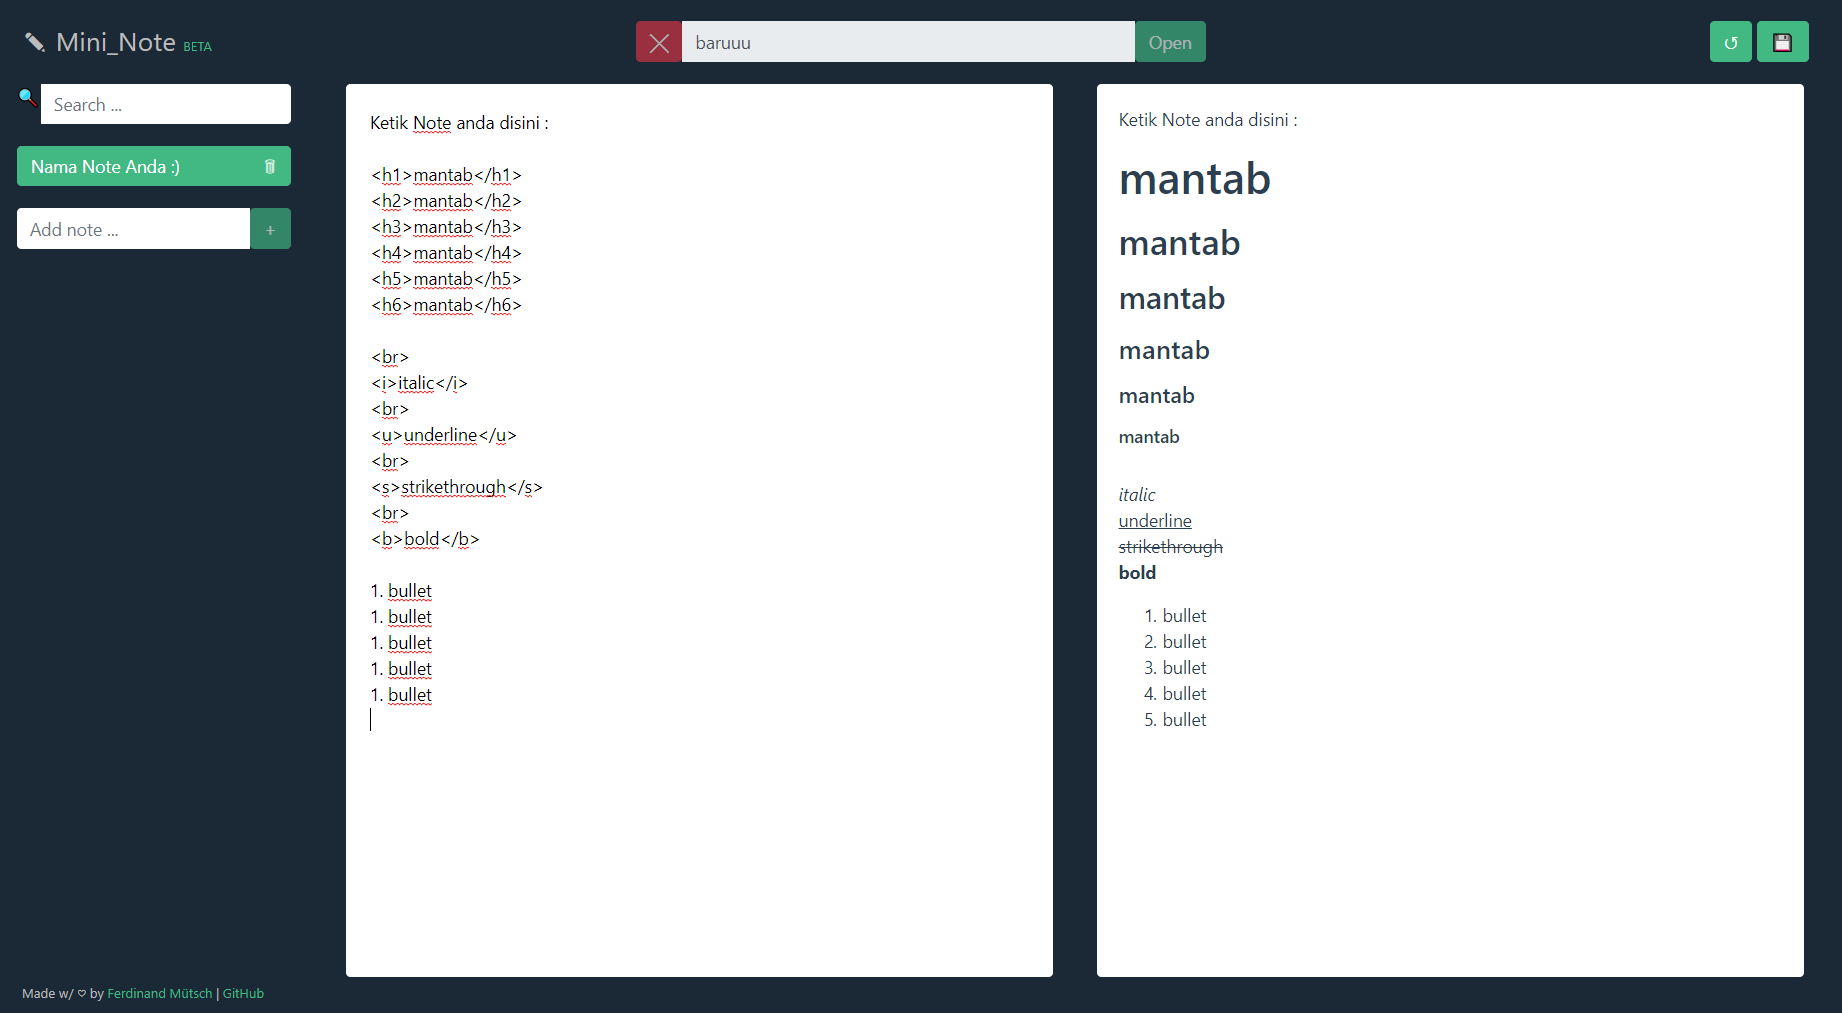 Mini_Note BETA
baruuu
Open
Search ...
Nama Note Anda :)
Add note ...
+
Ketik Note anda disini :
<h1>mantab</h1>
<h2>mantab</h2>
<h3>mantab</h3>
<h4>mantab</h4>
<h5>mantab</h5>
<h6>mantab</h6>
<br>
<i>italic</i>
<br>
<u>underline</u>
<br>
<s>strikethrough</s>
<br>
<b>bold</b>
1. bullet
1. bullet
1. bullet
1. bullet
1. bullet
Ketik Note anda disini :
mantab
mantab
mantab
mantab
mantab
mantab
italic
underline
strikethrough
bold
1. bullet
2. bullet
3. bullet
4. bullet
5. bullet
Made w/ ♡ by Ferdinand Mütsch | GitHub